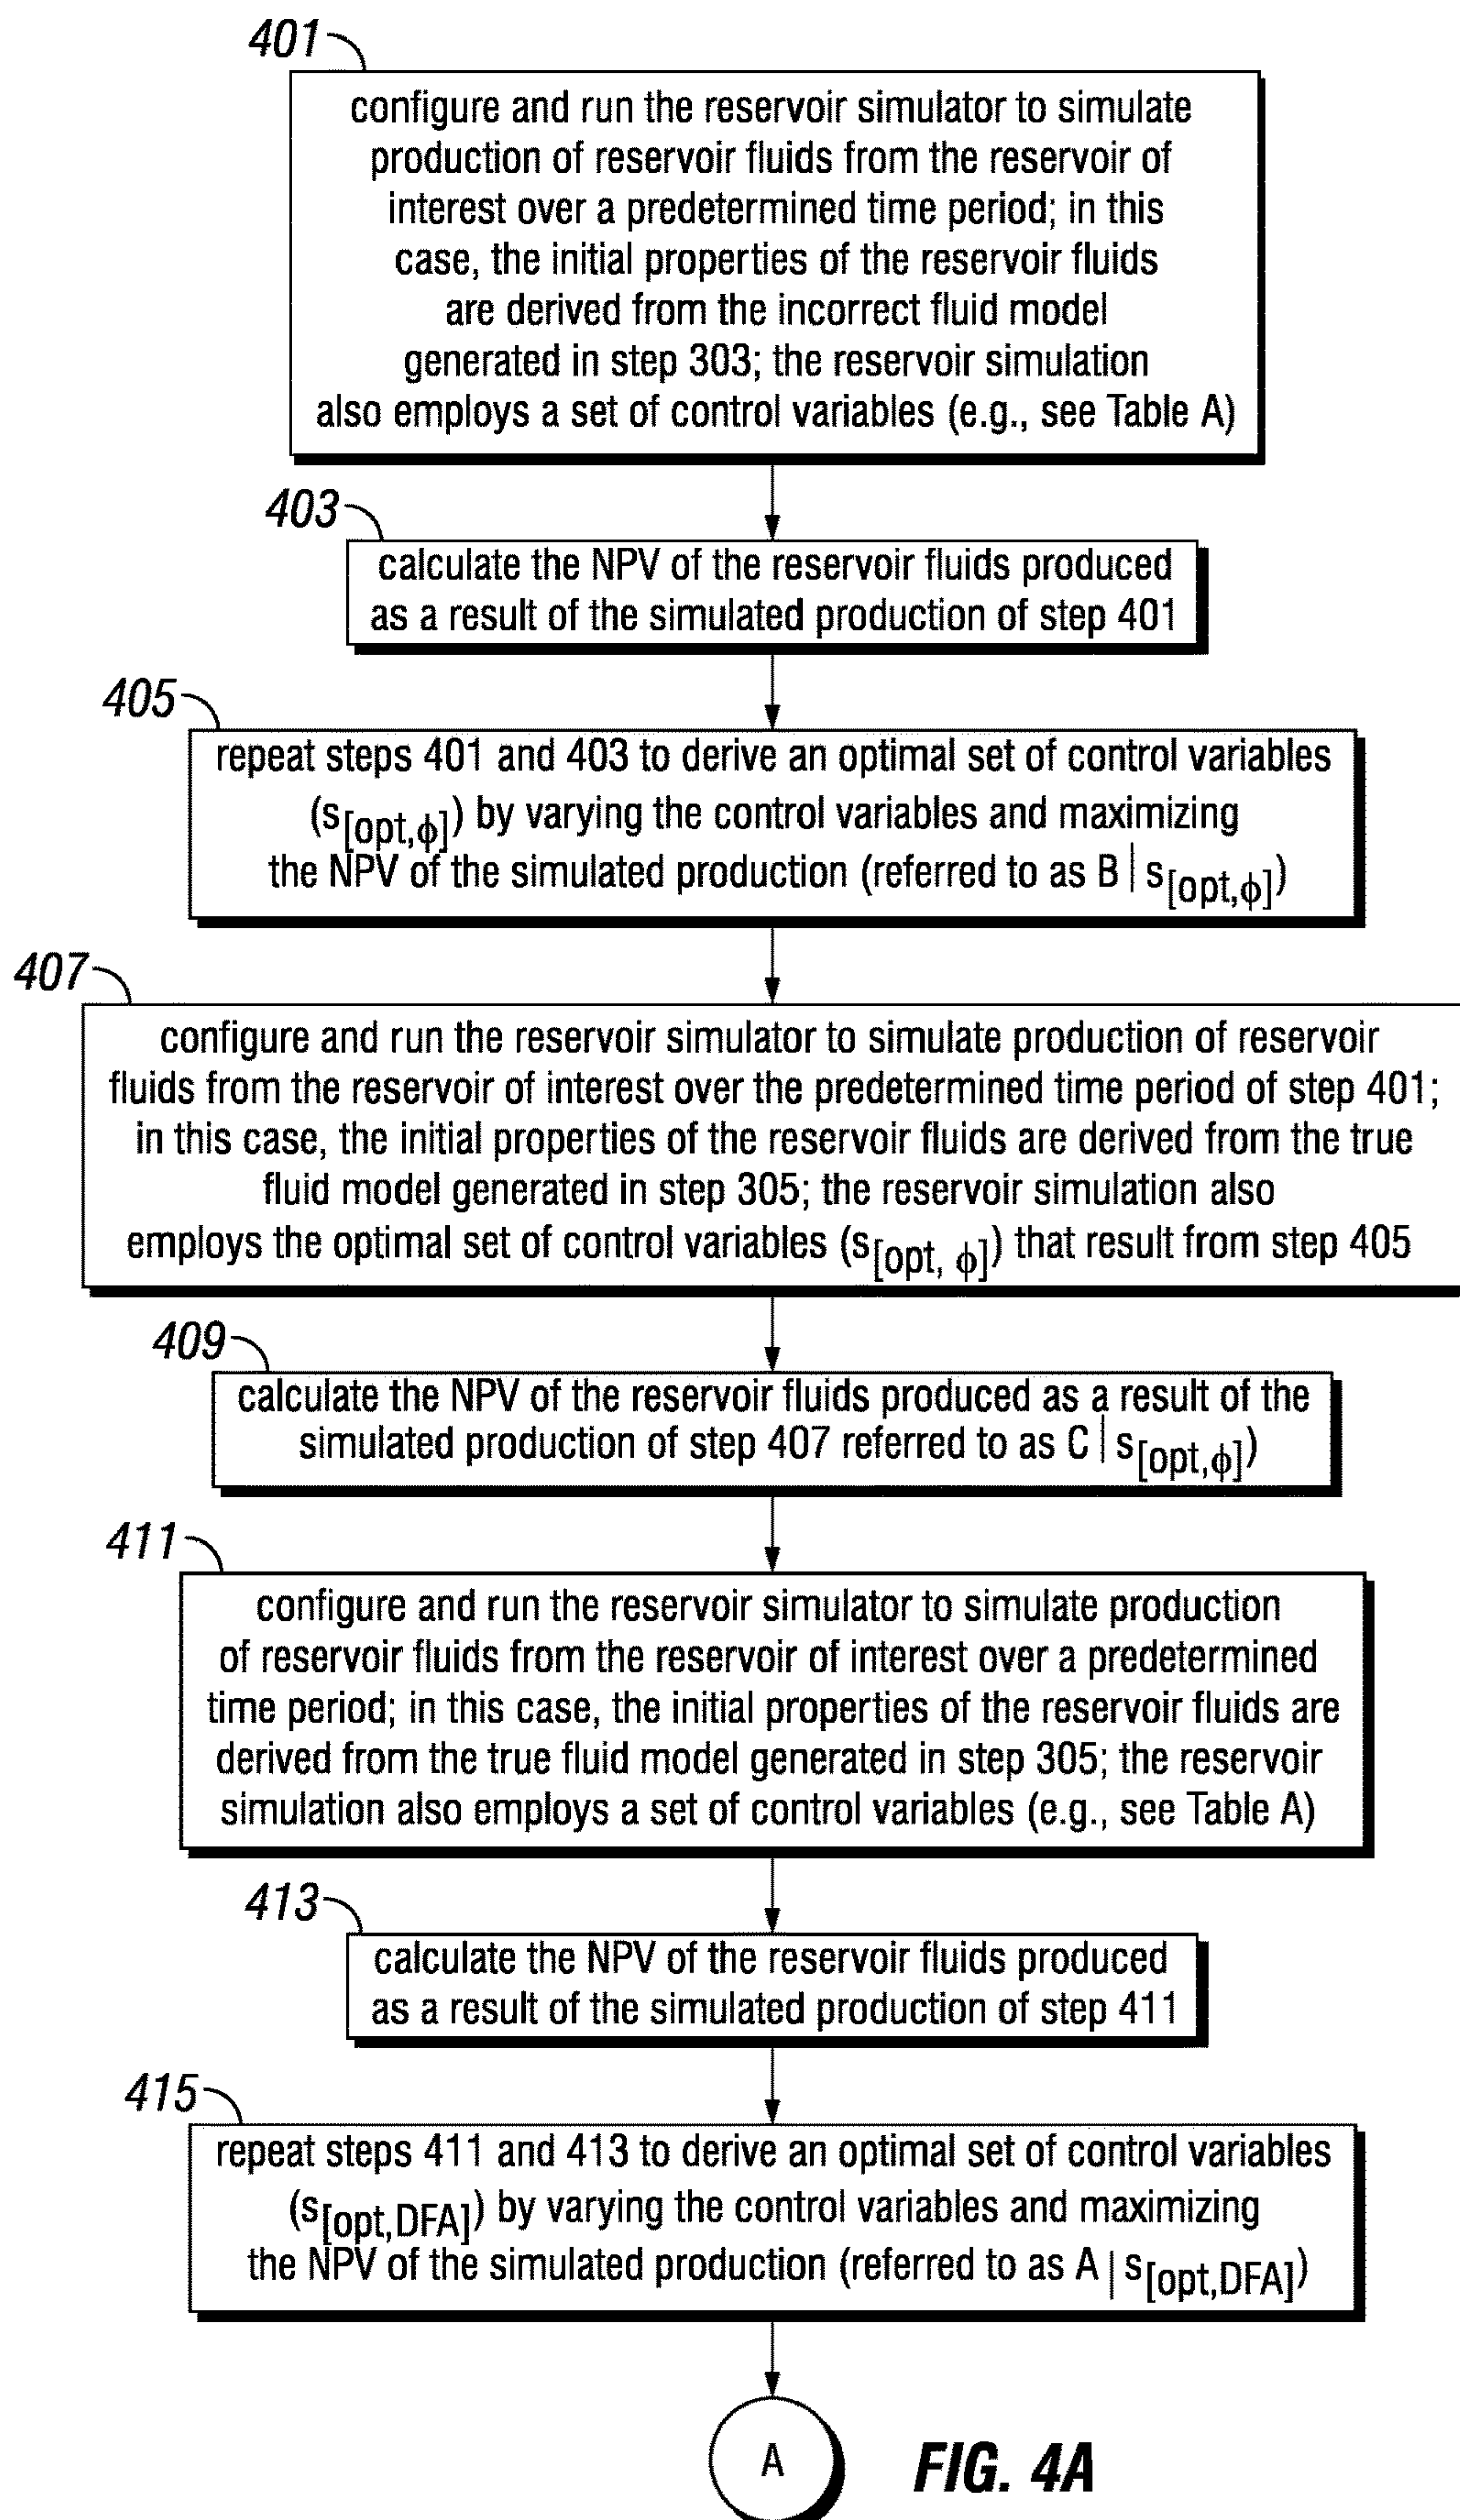 401
configure and run the reservoir simulator to simulate
production of reservoir fluids from the reservoir of
interest over a predetermined time period; in this
case, the initial properties of the reservoir fluids
are derived from the incorrect fluid model
generated in step 303; the reservoir simulation
also employs a set of control variables (e.g., see Table A)
403
calculate the NPV of the reservoir fluids produced
as a result of the simulated production of step 401
405
repeat steps 401 and 403 to derive an optimal set of control variables
(s[opt,ϕ]) by varying the control variables and maximizing
the NPV of the simulated production (referred to as B | s[opt,ϕ])
407
configure and run the reservoir simulator to simulate production of reservoir
fluids from the reservoir of interest over the predetermined time period of step 401;
in this case, the initial properties of the reservoir fluids are derived from the true
fluid model generated in step 305; the reservoir simulation also
employs the optimal set of control variables (s[opt, ϕ]) that result from step 405
409
calculate the NPV of the reservoir fluids produced as a result of the
simulated production of step 407 referred to as C | s[opt,ϕ])
411
configure and run the reservoir simulator to simulate production
of reservoir fluids from the reservoir of interest over a predetermined
time period; in this case, the initial properties of the reservoir fluids are
derived from the true fluid model generated in step 305; the reservoir
simulation also employs a set of control variables (e.g., see Table A)
413
calculate the NPV of the reservoir fluids produced
as a result of the simulated production of step 411
415
repeat steps 411 and 413 to derive an optimal set of control variables
(s[opt,DFA]) by varying the control variables and maximizing
the NPV of the simulated production (referred to as A | s[opt,DFA])
A
FIG. 4A